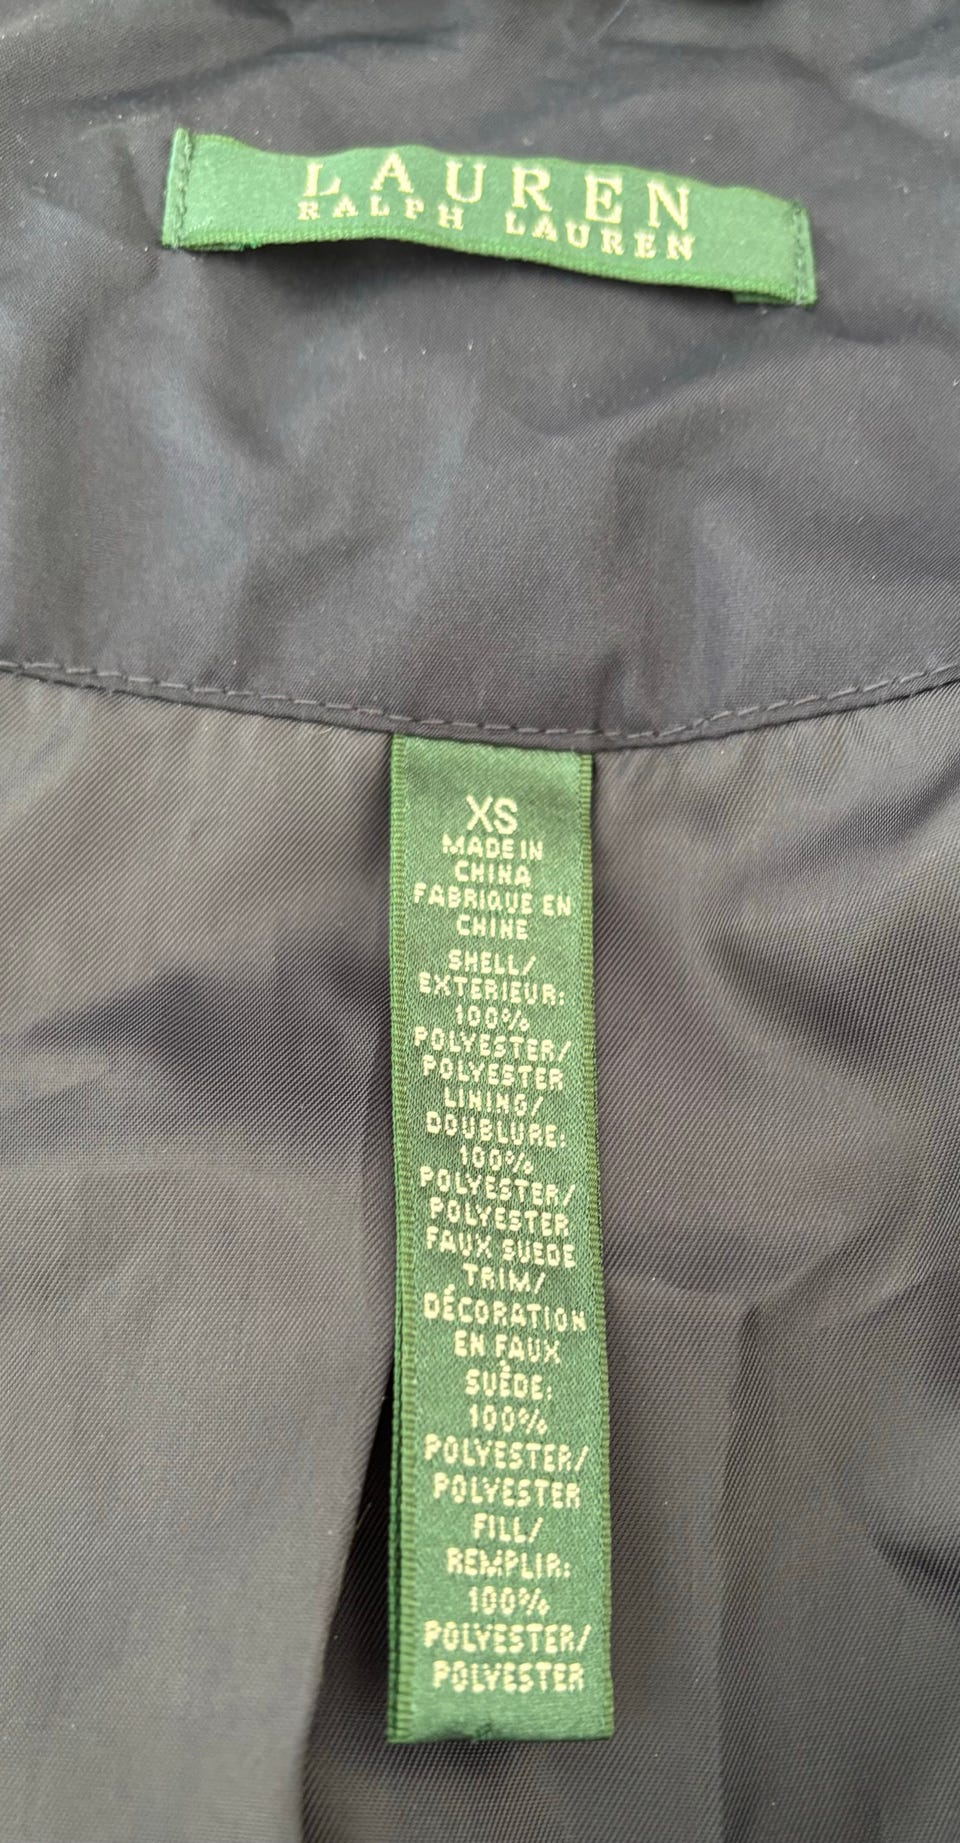 LAUREN
RALPH LAUREN
XS
MADE IN
CHINA
FABRIQUE EN
CHINE
SHELL/
EXTERIEUR:
100%
POLYESTER/
POLYESTER
LINING/
DOUBLURE:
100%
POLYESTER/
POLYESTER
FAUX SUEDE
TRIM/
DÉCORATION
EN FAUX
SUÈDE:
100%
POLYESTER/
POLYESTER
FILL/
REMPLIR:
100%
POLYESTER/
POLYESTER